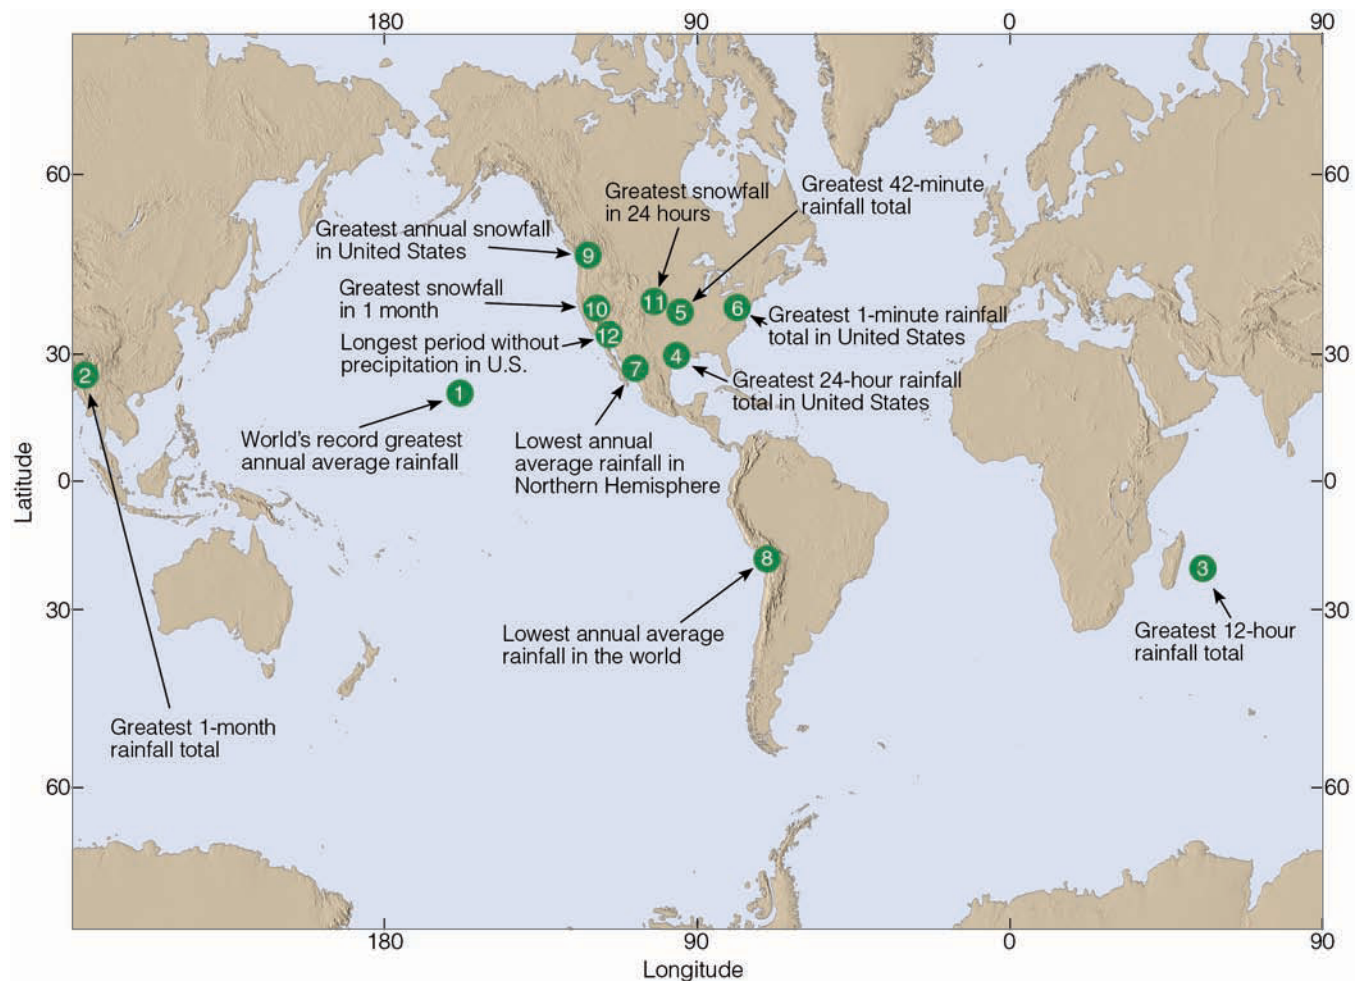 180
90
0
90
60
60
Greatest snowfall
in 24 hours
Greatest 42-minute
rainfall total
Greatest annual snowfall
in United States
9
Greatest snowfall
in 1 month
10
11
5
6
Greatest 1-minute rainfall
total in United States
12
Longest period without
precipitation in U.S.
30
30
4
7
2
1
Greatest 24-hour rainfall
total in United States
World's record greatest
annual average rainfall
Lowest annual
average rainfall in
Northern Hemisphere
Latitude
0
0
8
3
30
30
Lowest annual average
rainfall in the world
Greatest 12-hour
rainfall total
Greatest 1-month
rainfall total
60
60
180
90
0
90
Longitude